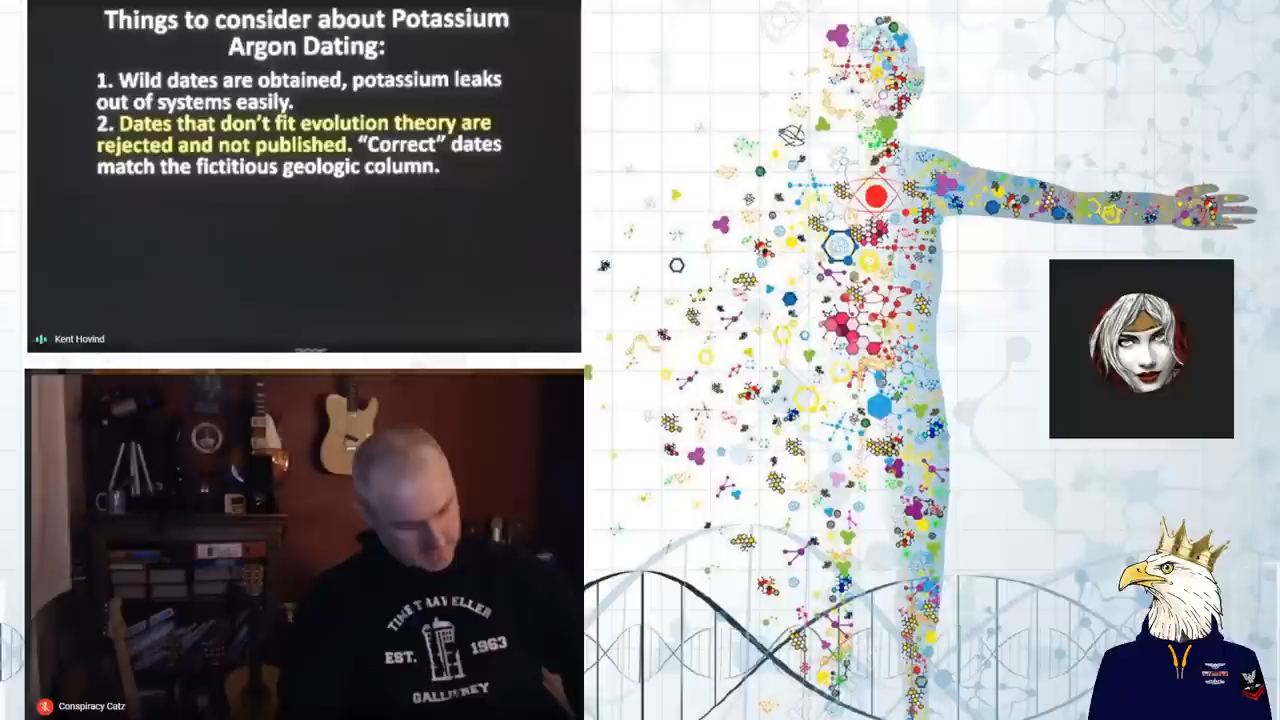 Things to consider about Potassium
Argon Dating:
1. Wild dates are obtained, potassium leaks
out of systems easily.
2. Dates that don't fit evolution theory are
rejected and not published. “Correct” dates
match the fictitious geologic column.
Kent Hovind
TIME TRAVELLER
EST. 1963
GALLIFREY
Conspiracy Catz